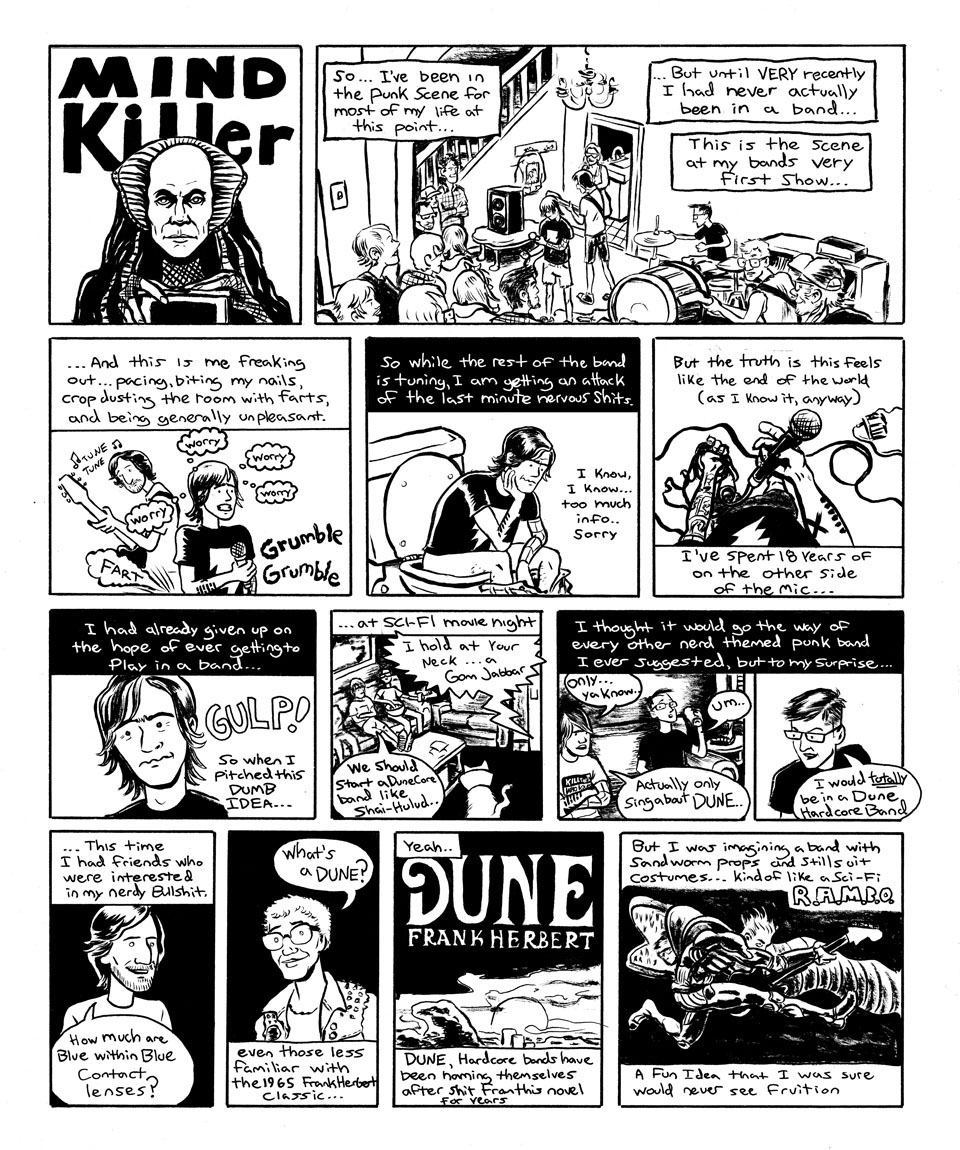 MIND
Killer
So... I've been in
the punk scene for
most of my life at
this point...
...But until VERY recently
I had never actually
been in a band...
This is the scene
at my bands very
first show...
...And this is me freaking
out...pacing, biting my nails,
crop dusting the room with farts,
and being generally unpleasant.
TUNE
TUNE
worry
worry
worry
worry
FART
Grumble
Grumble
So while the rest of the band
is tuning, I am getting an attack
of the last minute nervous shits.
I know,
I know...
too much
info..
Sorry
But the truth is this feels
like the end of the world
(as I know it, anyway)
X
I've spent 18 years of
on the other side
of the mic...
I had already given up on
the hope of ever getting to
Play in a band...
GULP!
So when I
pitched this
DUMB
IDEA...
...at SCI-FI movie night
I hold at your
Neck ...a
Gom Jabbar
We should
start a DuneCore
band like
Shai-Hulud..
I thought it would go the way of
every other nerd themed punk band
I ever suggested, but to my surprise...
Only...
ya know..
Um..
Actually only
sing about DUNE..
I would totally
be in a Dune
Hardcore Band
...This time
I had friends who
were interested
in my nerdy Bullshit.
How much are
Blue within Blue
Contact
lenses?
What's
a DUNE?
even those less
familiar with
the 1965 Frank Herbert
classic...
Yeah..
DUNE
FRANK HERBERT
DUNE, Hardcore bands have
been naming themselves
after shit from this novel
for years
But I was imagining a band with
Sandworm props and Stillsuit
costumes... kind of like a Sci-Fi
R.A.M.B.O.
A Fun Idea that I was sure
would never see Fruition